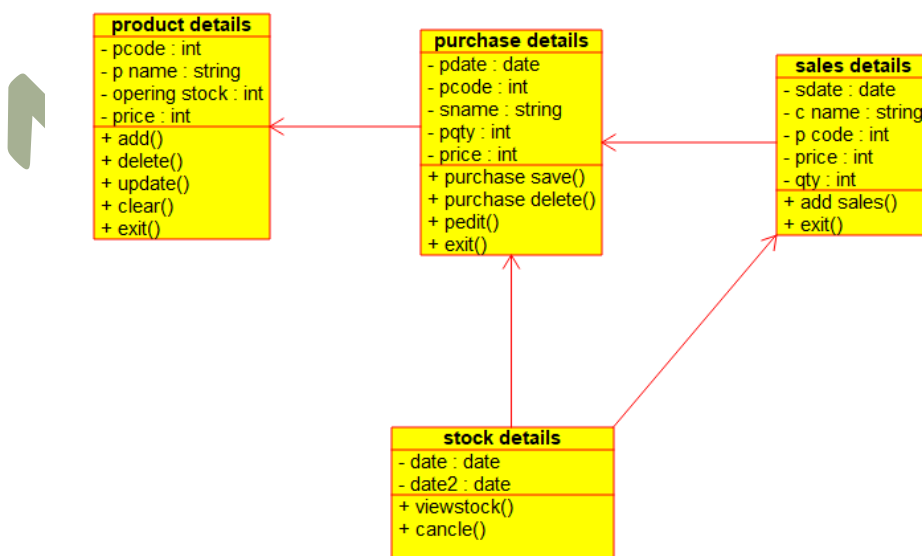 product details
- pcode : int
- p name : string
- opering stock : int
- price : int
+ add()
+ delete()
+ update()
+ clear()
+ exit()
purchase details
- pdate : date
- pcode : int
- sname : string
- pqty : int
- price : int
+ purchase save()
+ purchase delete()
+ pedit()
+ exit()
sales details
- sdate : date
- c name : string
- p code : int
- price : int
- qty : int
+ add sales()
+ exit()
stock details
- date : date
- date2 : date
+ viewstock()
+ cancle()